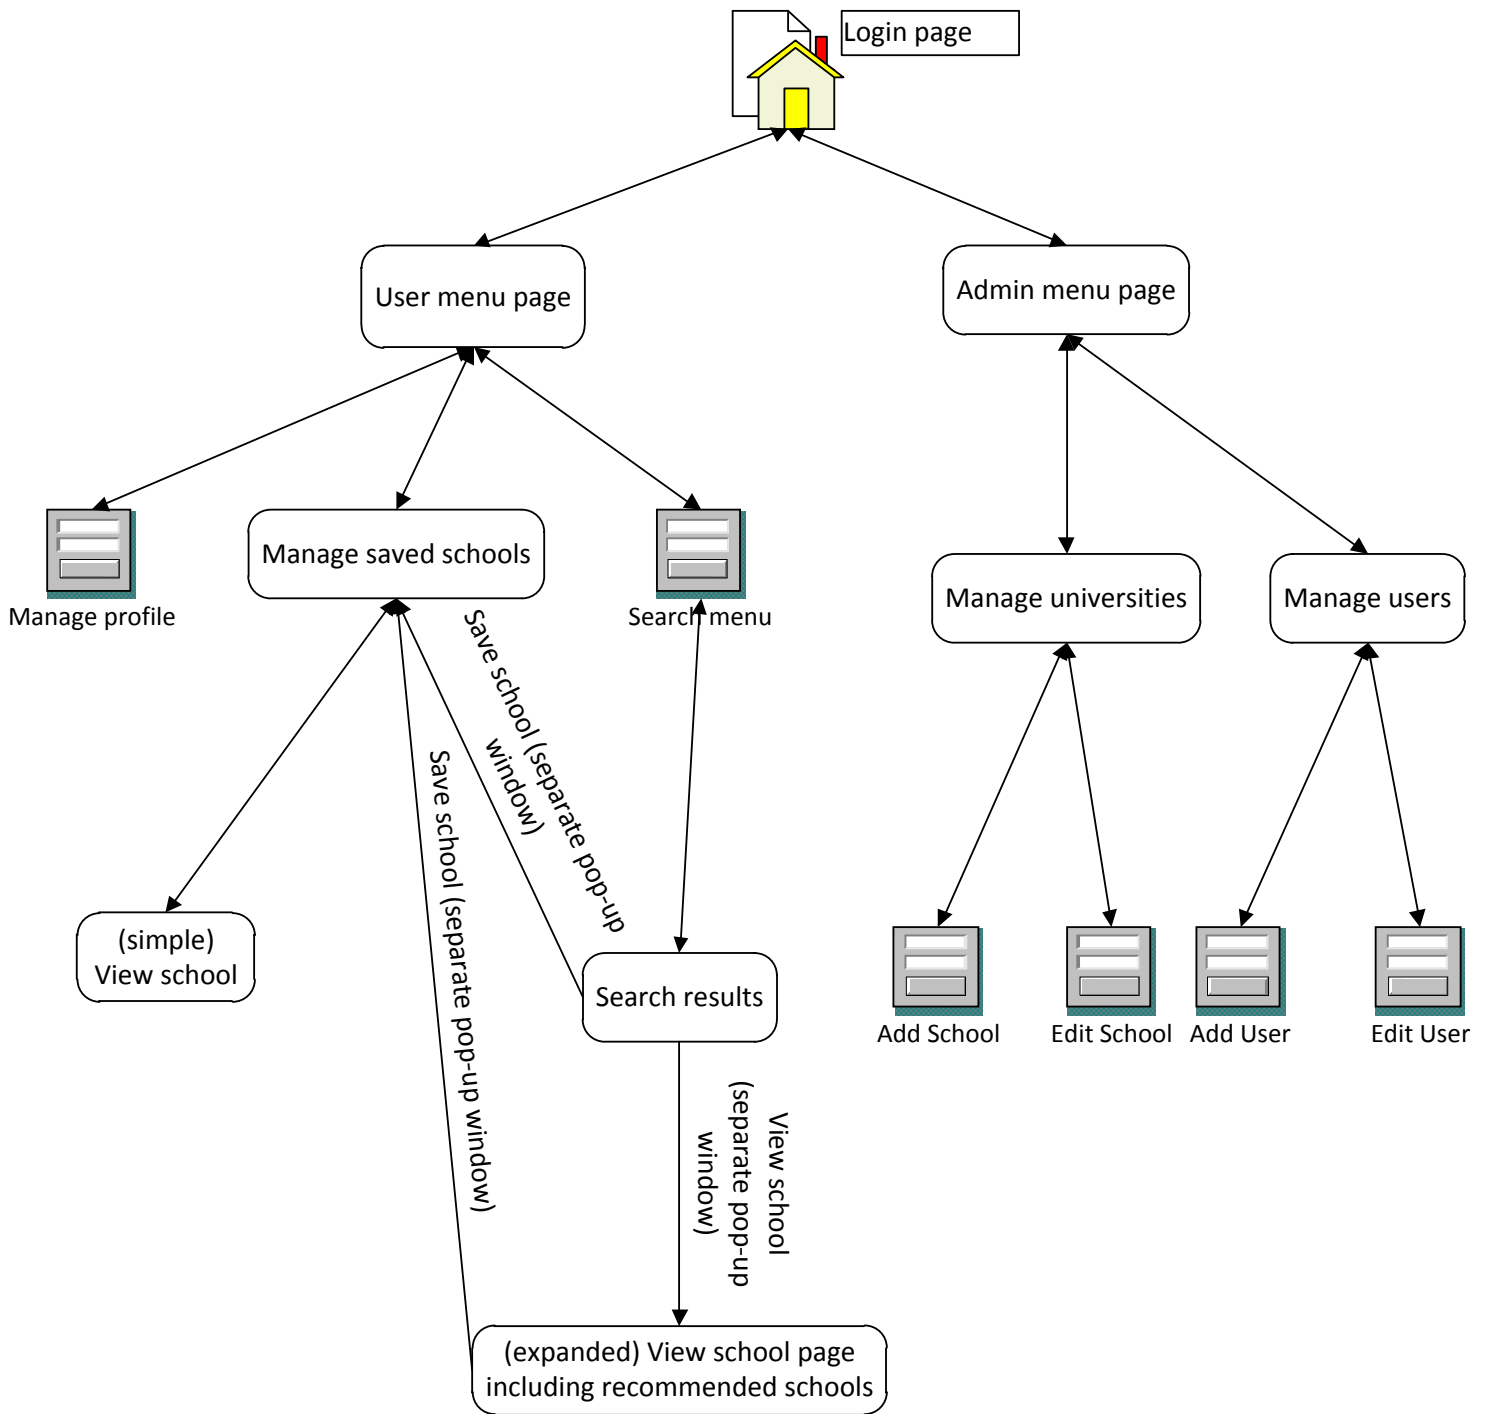 Login page
User menu page
Admin menu page
Manage profile
Manage saved schools
Search menu
Manage universities
Manage users
Save school (separate pop-up
window)
Save school (separate pop-up window)
(simple)
View school
Search results
Add School
Edit School
Add User
Edit User
View school
(separate pop-up
window)
(expanded) View school page
including recommended schools